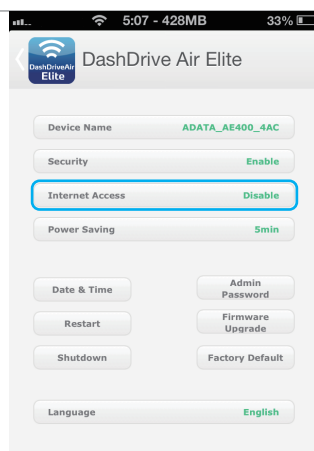 5:07 - 428MB 33%
DashDriveAir
Elite
DashDrive Air Elite
Device Name ADATA_AE400_4AC
Security Enable
Internet Access Disable
Power Saving 5min
Date & Time
Admin
Password
Restart
Firmware
Upgrade
Shutdown
Factory Default
Language English